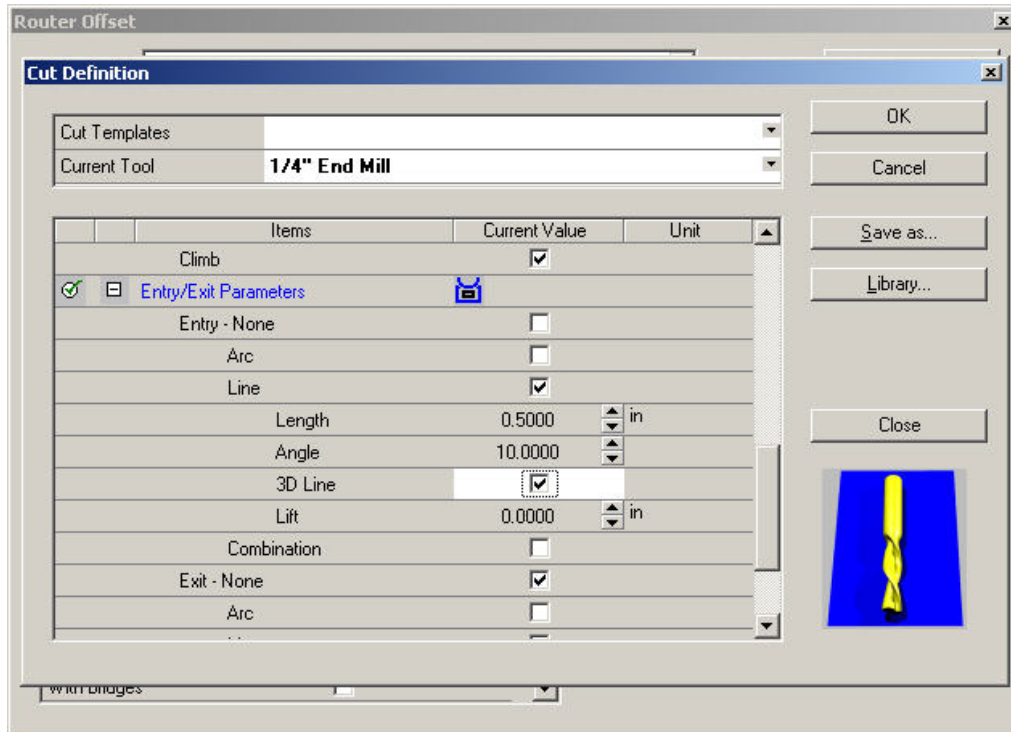 Router Offset
Cut Definition
Cut Templates
OK
Current Tool 1/4" End Mill
Cancel
Items Current Value Unit
Save as...
Climb
Entry/Exit Parameters
Library...
Entry - None
Arc
Line
Length 0.5000 in
Angle 10.0000
Close
3D Line
Lift 0.0000 in
Combination
Exit - None
Arc
With bridges